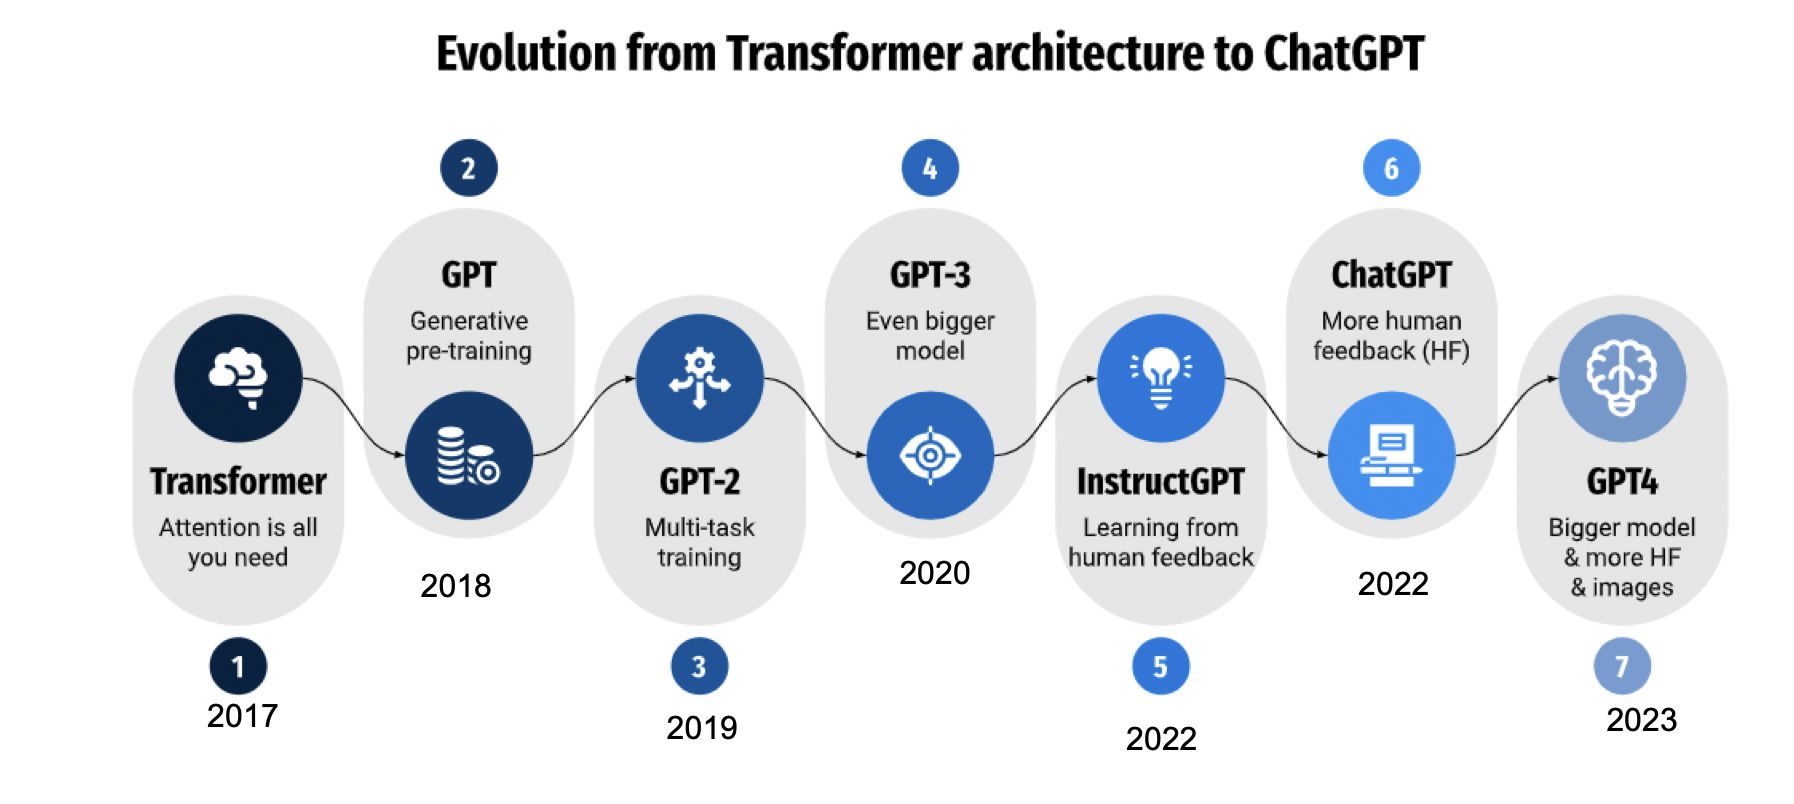 Evolution from Transformer architecture to ChatGPT
1
Transformer
Attention is all
you need
2017
2
GPT
Generative
pre-training
2018
3
GPT-2
Multi-task
training
2019
4
GPT-3
Even bigger
model
2020
5
InstructGPT
Learning from
human feedback
2022
6
ChatGPT
More human
feedback (HF)
2022
7
GPT4
Bigger model
& more HF
& images
2023